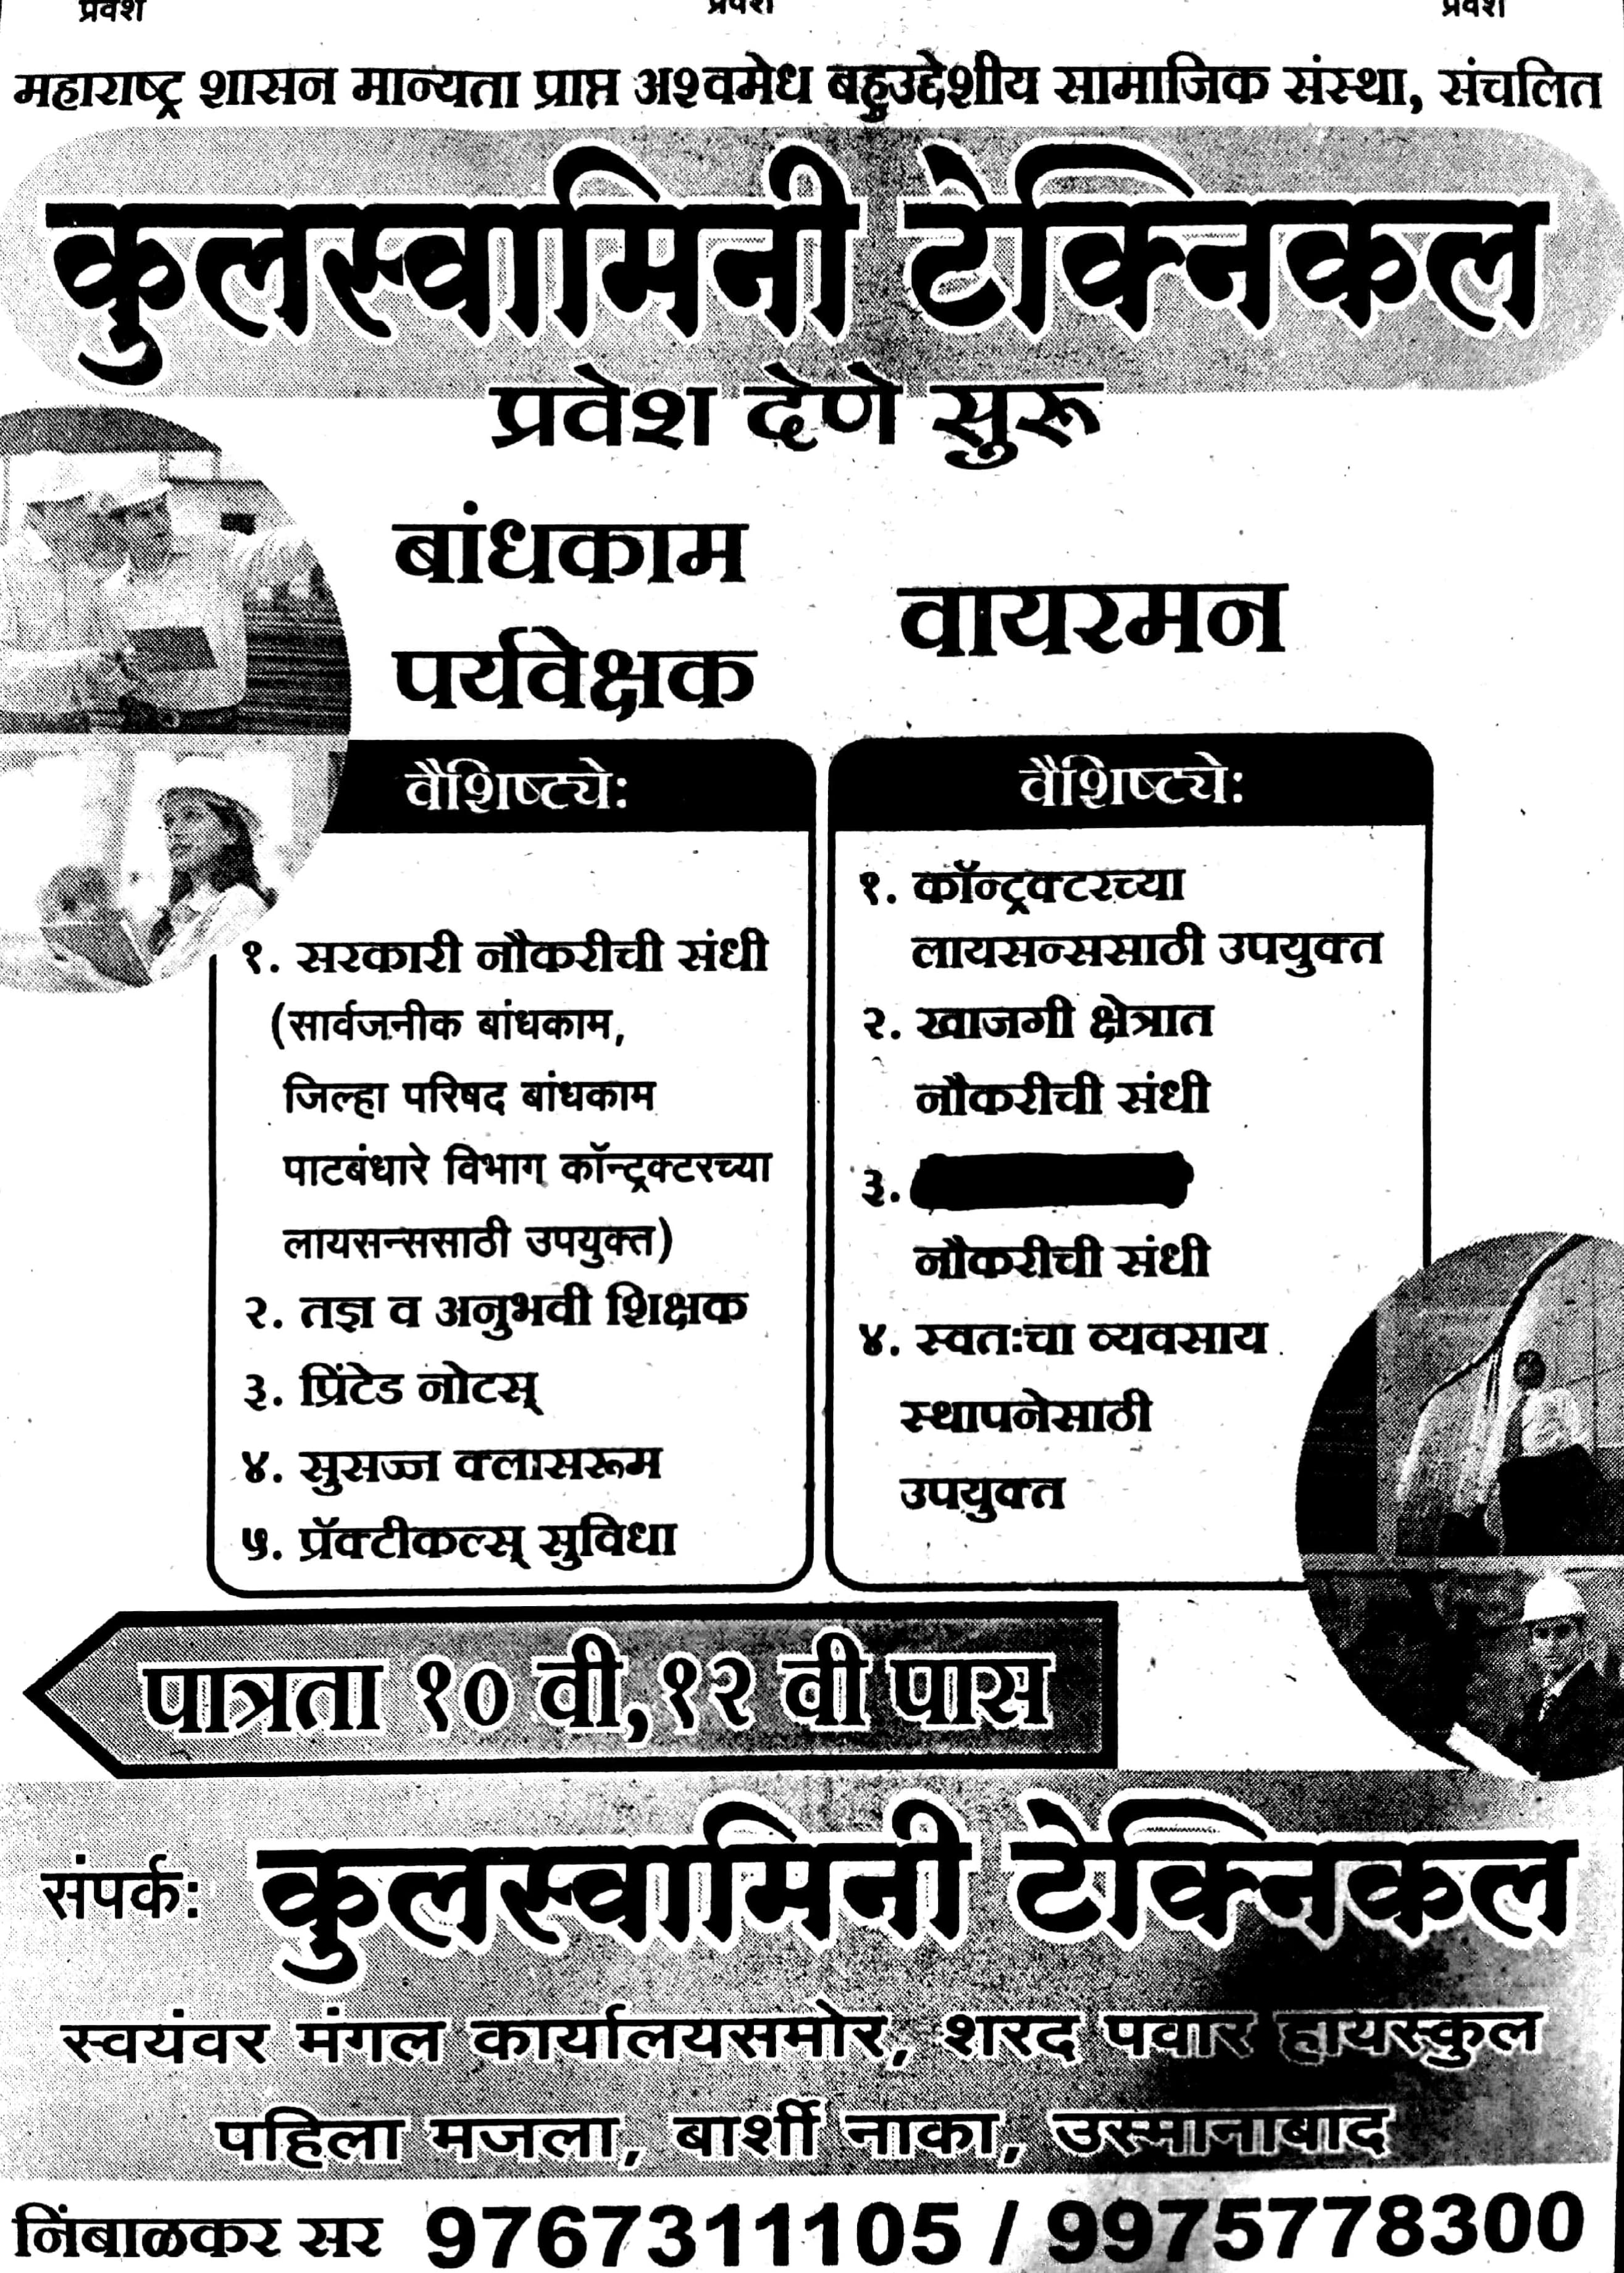 प्रवेश प्रवेश प्रवेश
महाराष्ट्र शासन मान्यता प्राप्त अश्वमेध बहुउद्देशीय सामाजिक संस्था, संचलित
कुलस्वामिनी टेक्निकल
प्रवेश देणे सुरू
बांधकाम
पर्यवेक्षक
वैशिष्ट्ये:
१. सरकारी नौकरीची संधी
(सार्वजनीक बांधकाम,
जिल्हा परिषद बांधकाम
पाटबंधारे विभाग कॉन्ट्रक्टरच्या
लायसन्ससाठी उपयुक्त)
२. तज्ञ व अनुभवी शिक्षक
३. प्रिंटेड नोटस्
४. सुसज्ज क्लासरूम
५. प्रॅक्टीकल्स् सुविधा
वायरमन
वैशिष्ट्ये:
१. कॉन्ट्रक्टरच्या
लायसन्ससाठी उपयुक्त
२. खाजगी क्षेत्रात
नौकरीची संधी
३.
नौकरीची संधी
४. स्वतःचा व्यवसाय
स्थापनेसाठी
उपयुक्त
पात्रता १० वी,१२ वी पास
संपर्क: कुलस्वामिनी टेक्निकल
स्वयंवर मंगल कार्यालयसमोर, शरद पवार हायस्कुल
पहिला मजला, बार्शी नाका, उस्मानाबाद
निंबाळकर सर 9767311105 / 9975778300